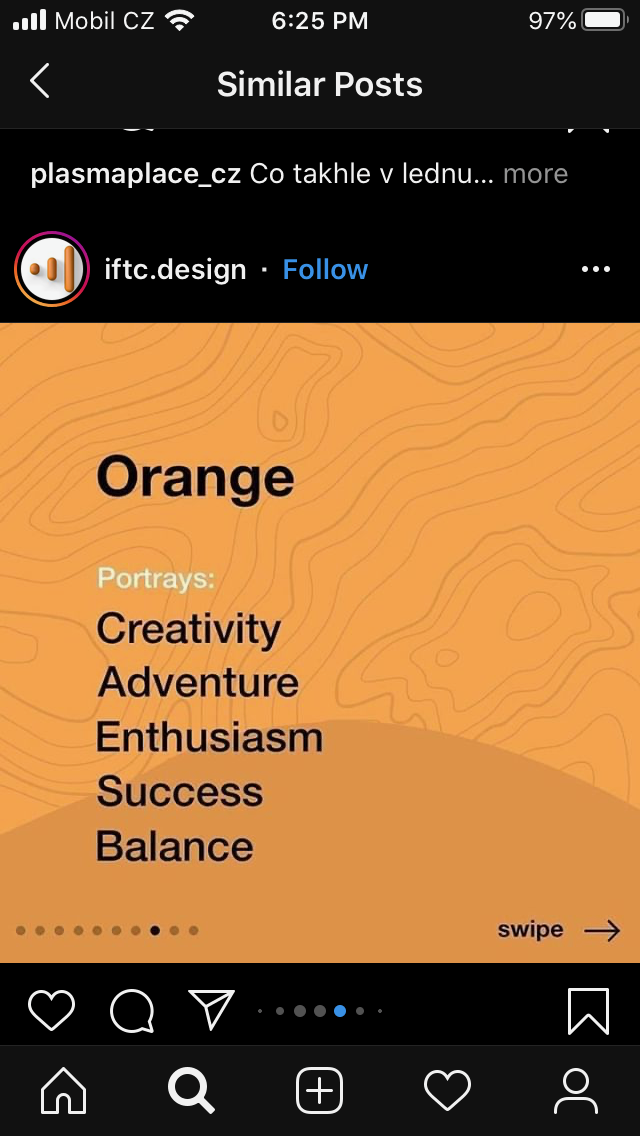 Mobil CZ 6:25 PM 97%
Similar Posts
plasmaplace_cz Co takhle v lednu... more
iftc.design · Follow
Orange
Portrays:
Creativity
Adventure
Enthusiasm
Success
Balance
swipe